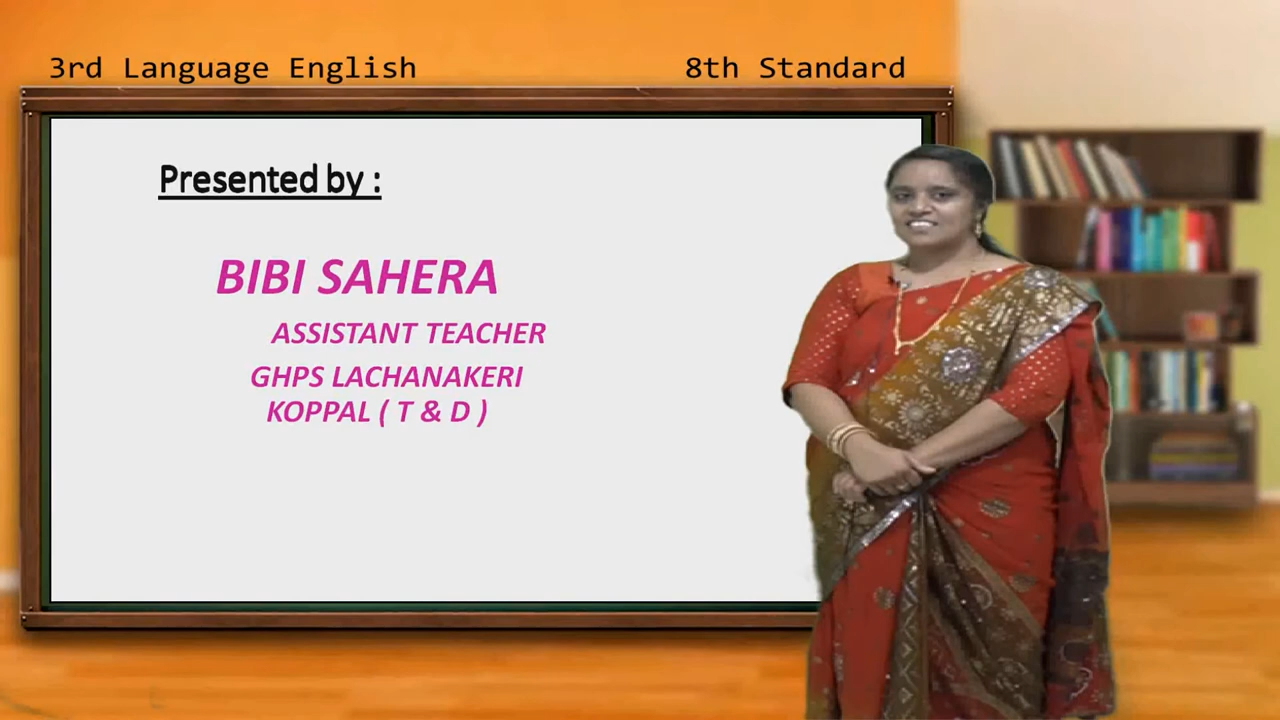 3rd Language English
8th Standard
Presented by :
BIBI SAHERA
ASSISTANT TEACHER
GHPS LACHANAKERI
KOPPAL ( T & D )